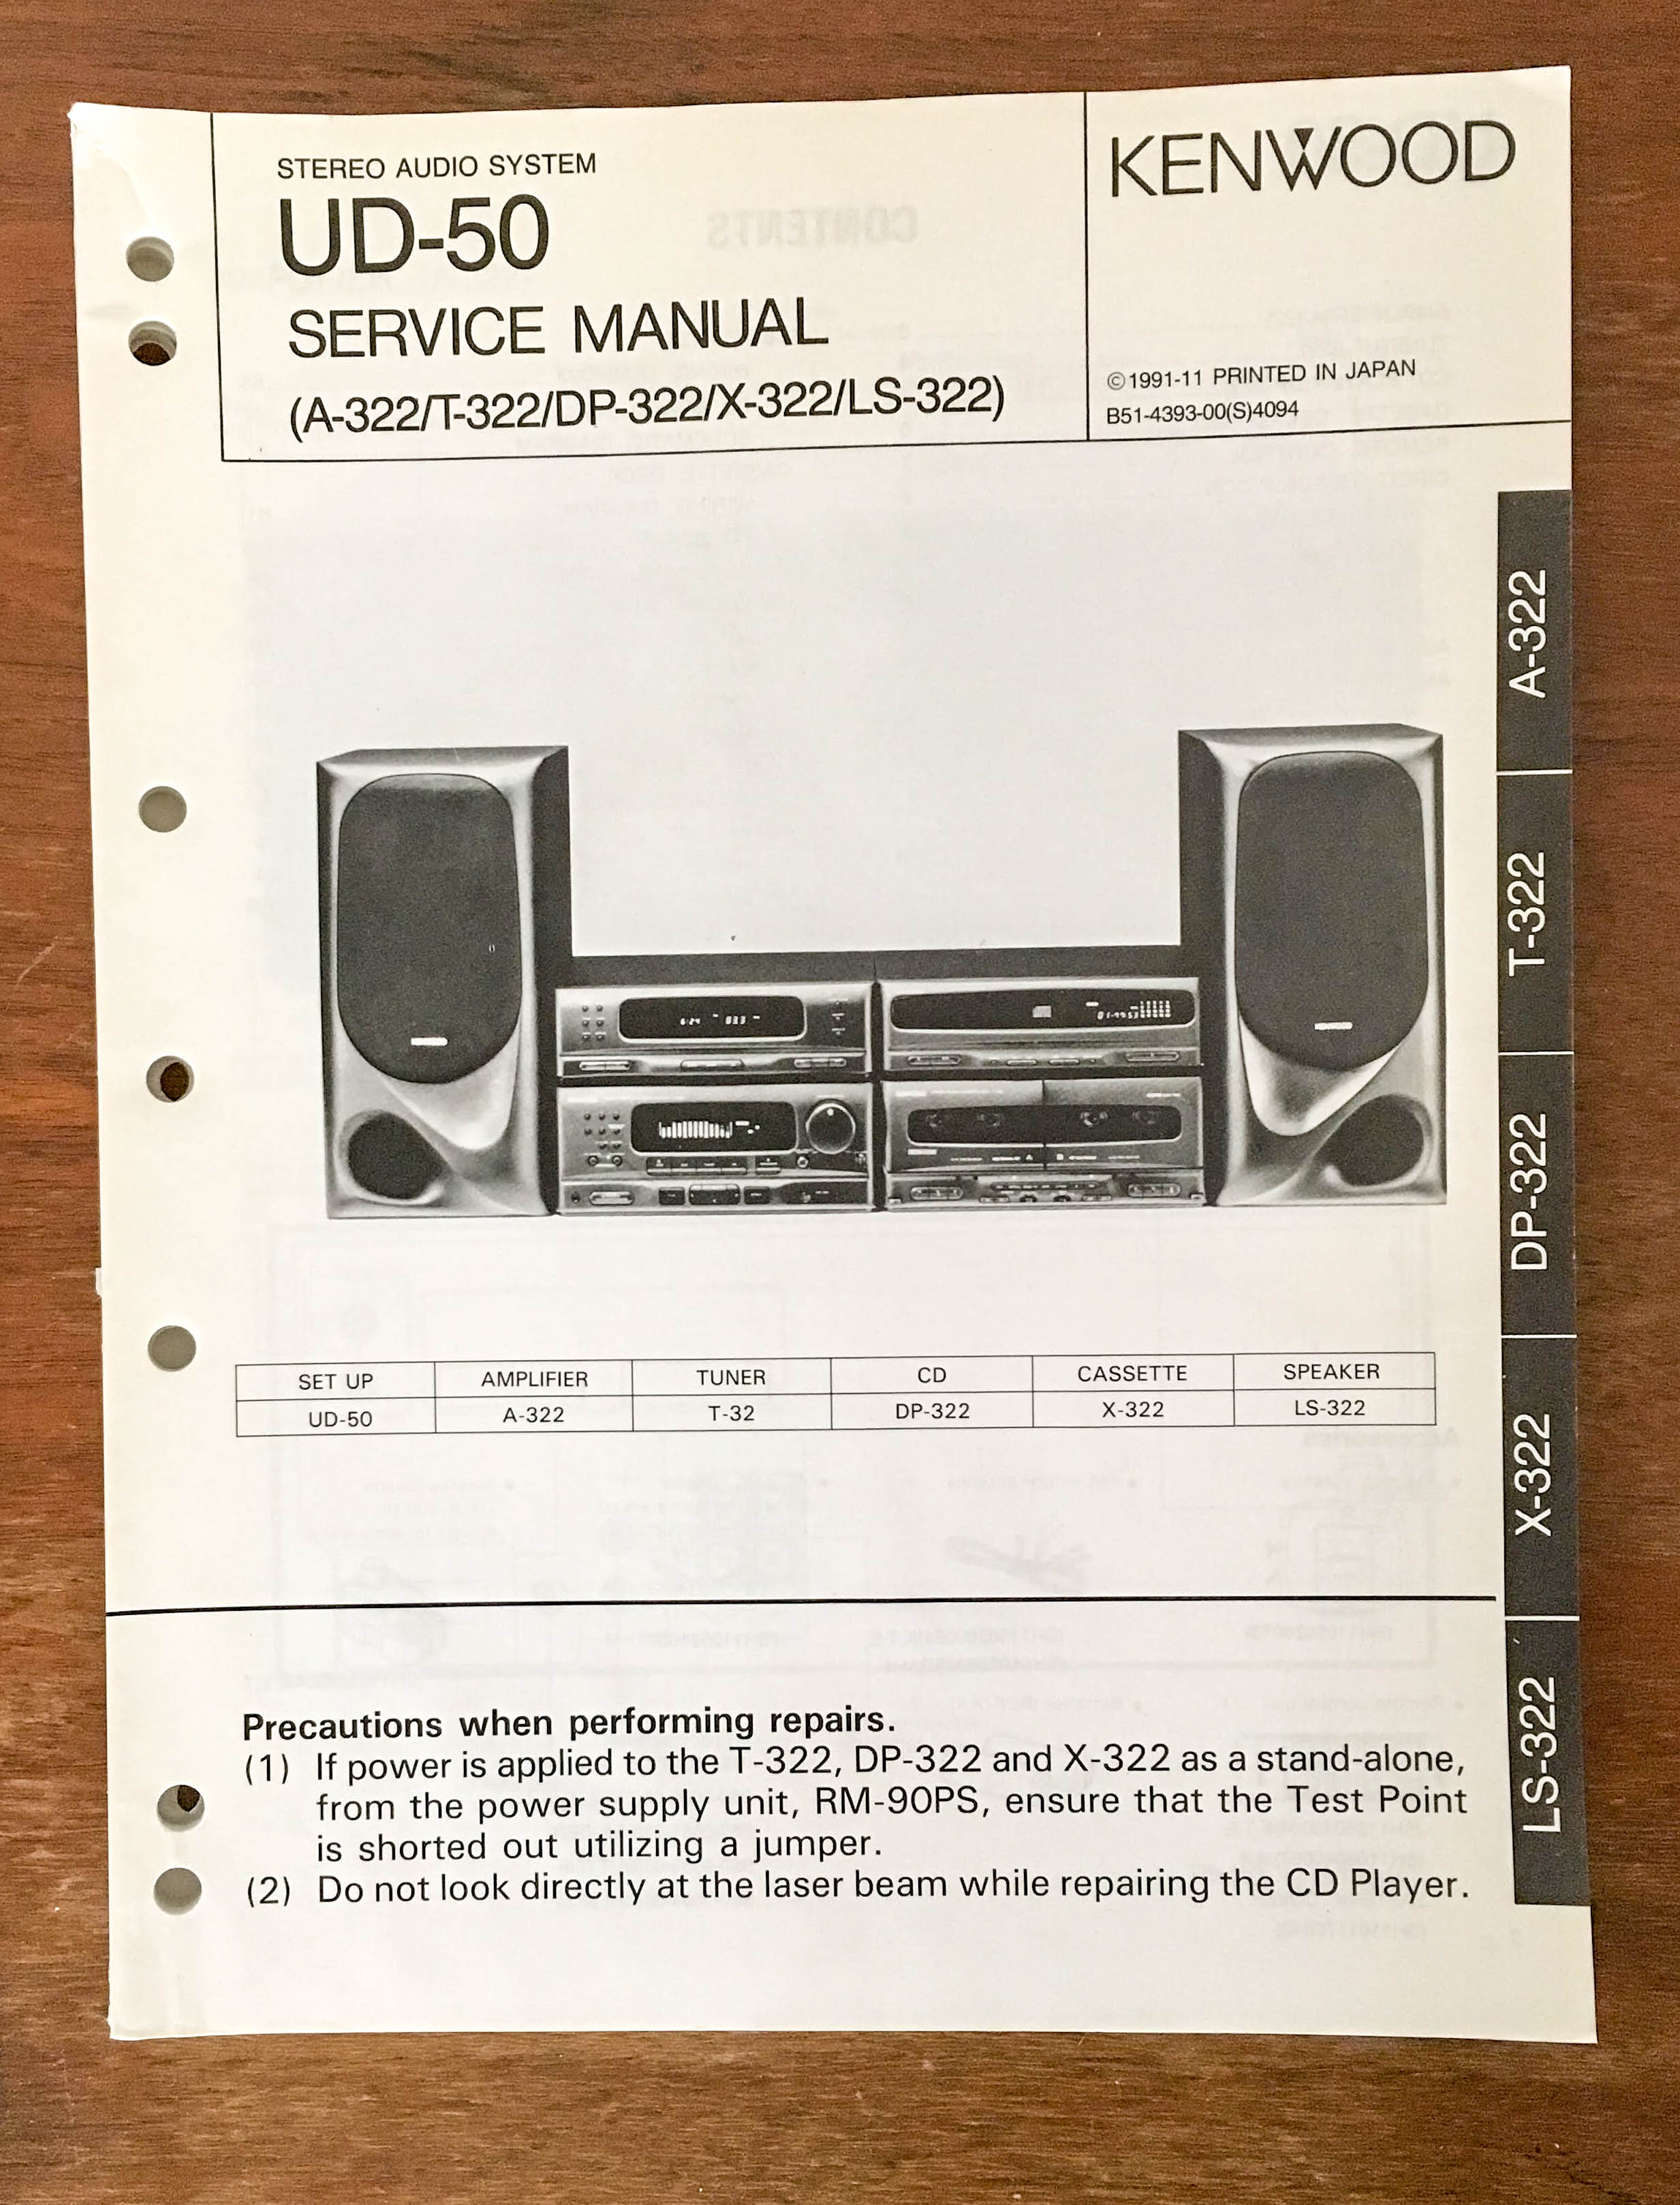 STEREO AUDIO SYSTEM
UD-50
SERVICE MANUAL
(A-322/T-322/DP-322/X-322/LS-322)
KENWOOD
©1991-11 PRINTED IN JAPAN
B51-4393-00(S)4094
A-322
T-322
DP-322
X-322
LS-322
SET UP AMPLIFIER TUNER CD CASSETTE SPEAKER
UD-50 A-322 T-32 DP-322 X-322 LS-322
Precautions when performing repairs.
(1) If power is applied to the T-322, DP-322 and X-322 as a stand-alone,
from the power supply unit, RM-90PS, ensure that the Test Point
is shorted out utilizing a jumper.
(2) Do not look directly at the laser beam while repairing the CD Player.